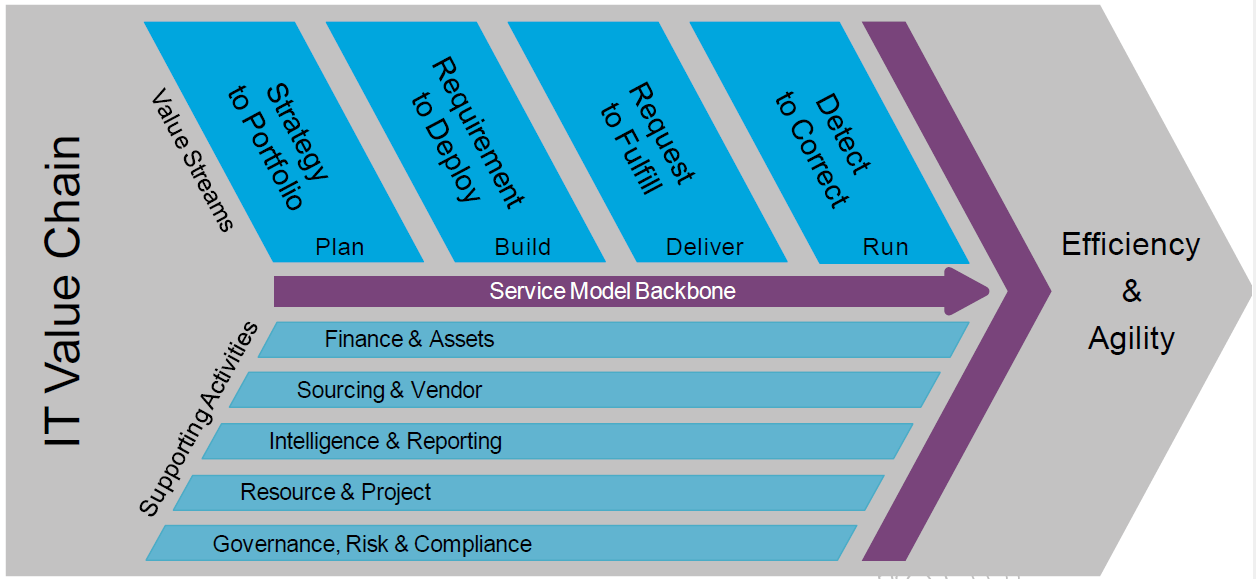 IT Value Chain
Value Streams
Strategy
to Portfolio
Plan
Requirement
to Deploy
Build
Request
to Fulfill
Deliver
Detect
to Correct
Run
Service Model Backbone
Efficiency
&
Agility
Supporting Activities
Finance & Assets
Sourcing & Vendor
Intelligence & Reporting
Resource & Project
Governance, Risk & Compliance